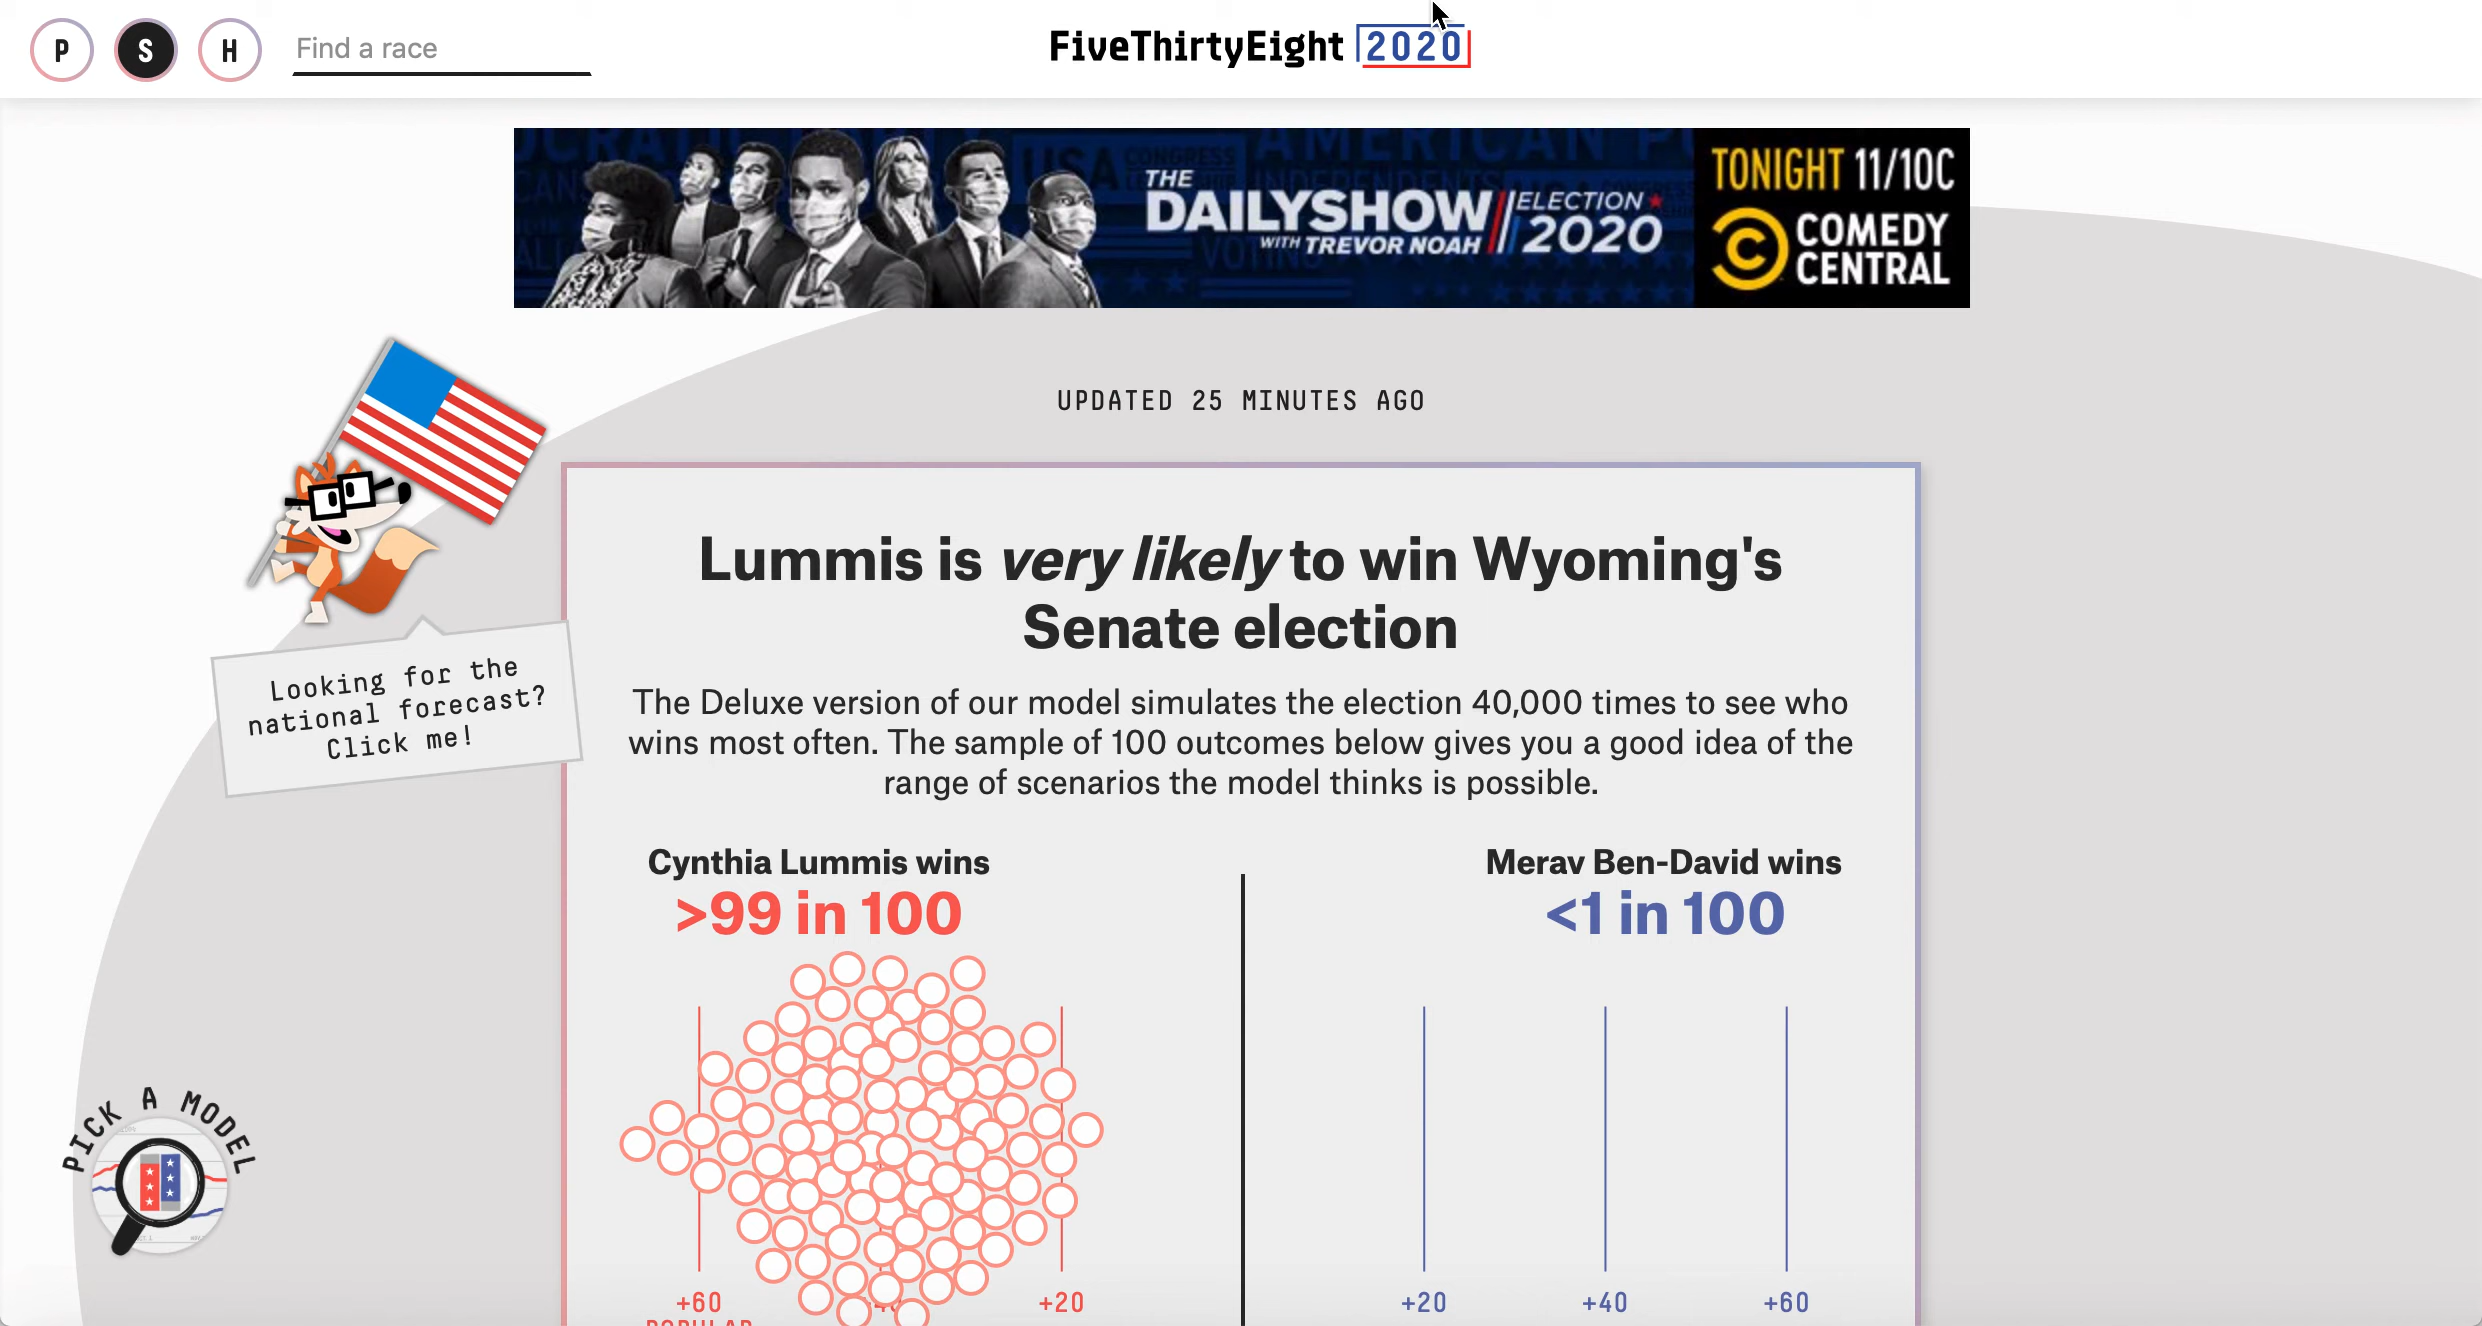 P S H Find a race
FiveThirtyEight 2020
THE
DAILYSHOW
WITH TREVOR NOAH
ELECTION
2020
TONIGHT 11/10C
COMEDY
CENTRAL
UPDATED 25 MINUTES AGO
Looking for the
national forecast?
Click me!
Lummis is very likely to win Wyoming's
Senate election
The Deluxe version of our model simulates the election 40,000 times to see who
wins most often. The sample of 100 outcomes below gives you a good idea of the
range of scenarios the model thinks is possible.
Cynthia Lummis wins
>99 in 100
Merav Ben-David wins
<1 in 100
PICK A MODEL
+60 +20 +20 +40 +60